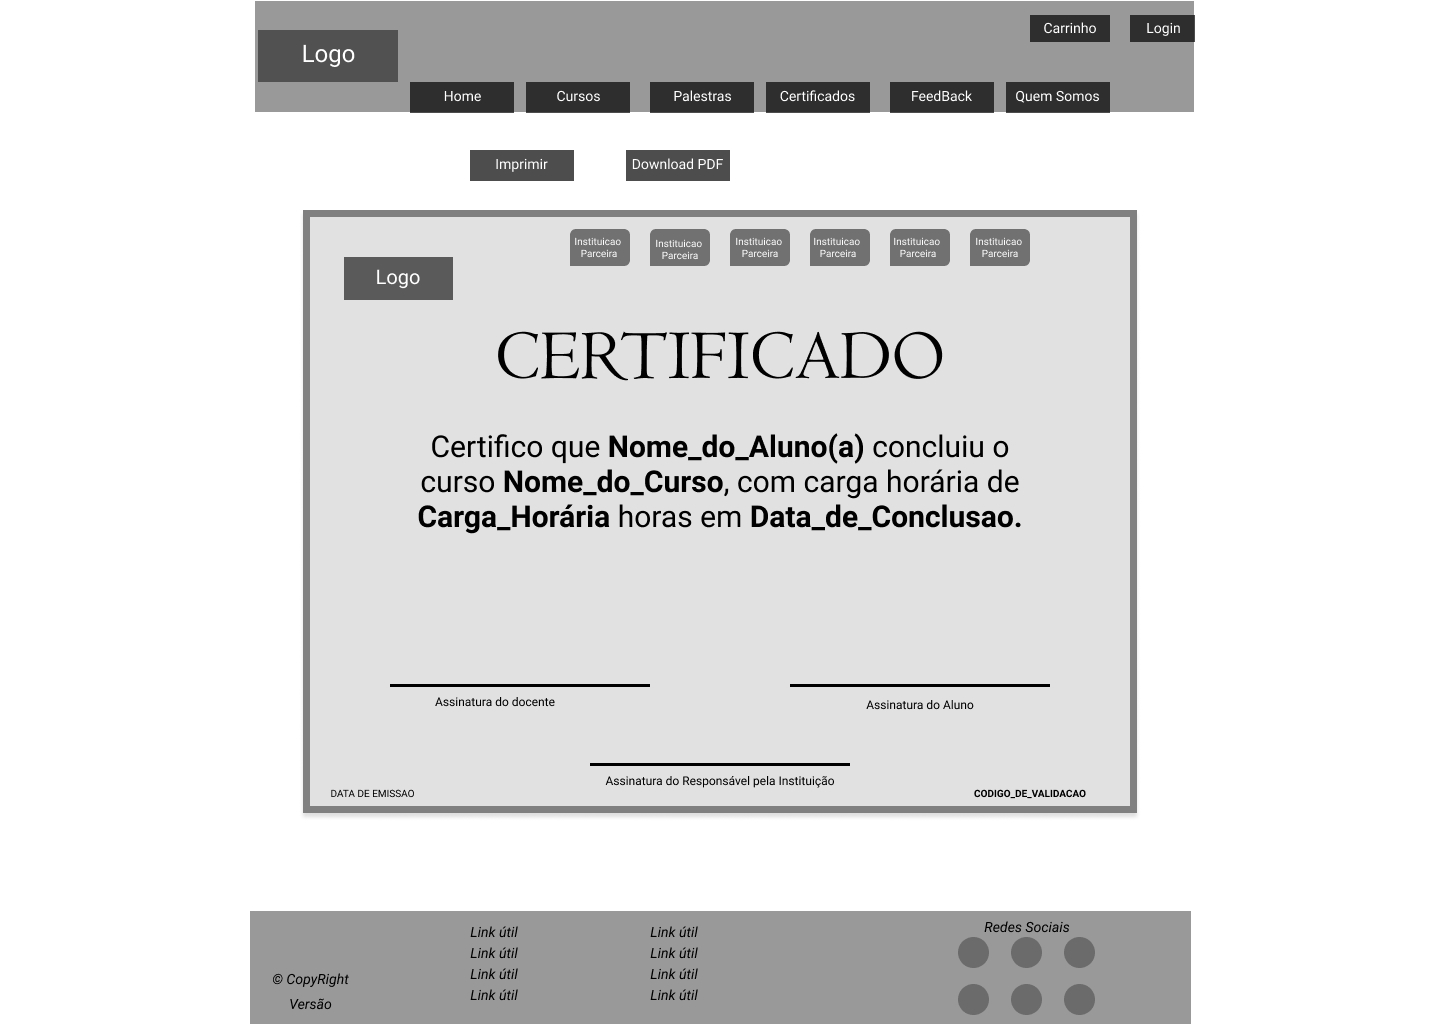 Carrinho
Login
Logo
Home
Cursos
Palestras
Certificados
FeedBack
Quem Somos
Imprimir
Download PDF
Instituicao
Parceira
Instituicao
Parceira
Instituicao
Parceira
Instituicao
Parceira
Instituicao
Parceira
Instituicao
Parceira
Logo
CERTIFICADO
Certifico que Nome_do_Aluno(a) concluiu o
curso Nome_do_Curso, com carga horária de
Carga_Horária horas em Data_de_Conclusao.
Assinatura do docente
Assinatura do Aluno
Assinatura do Responsável pela Instituição
DATA DE EMISSAO
CODIGO_DE_VALIDACAO
© CopyRight
Versão
Link útil
Link útil
Link útil
Link útil
Link útil
Link útil
Link útil
Link útil
Redes Sociais